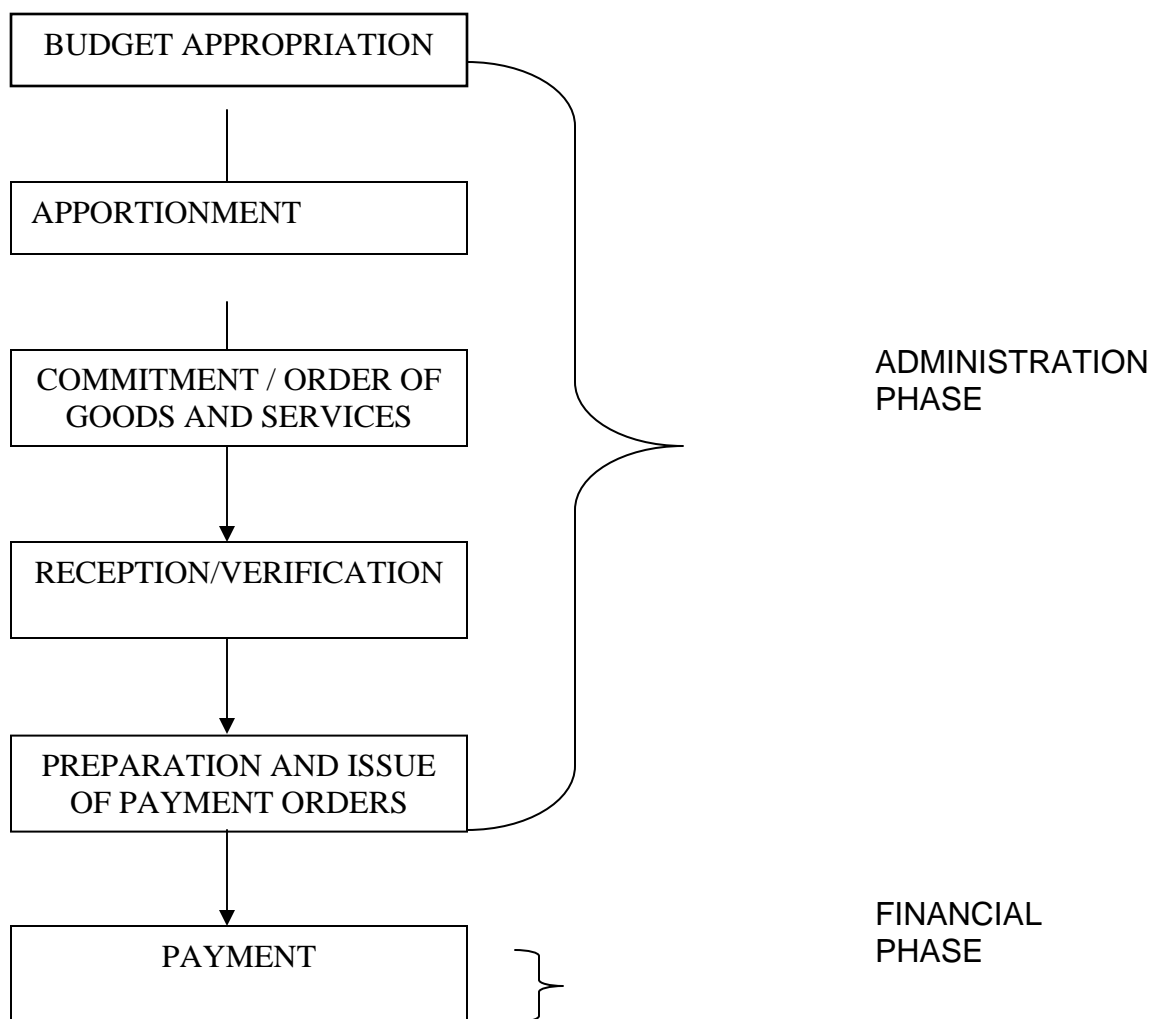 BUDGET APPROPRIATION
APPORTIONMENT
COMMITMENT / ORDER OF
GOODS AND SERVICES
ADMINISTRATION
PHASE
RECEPTION/VERIFICATION
PREPARATION AND ISSUE
OF PAYMENT ORDERS
PAYMENT
FINANCIAL
PHASE